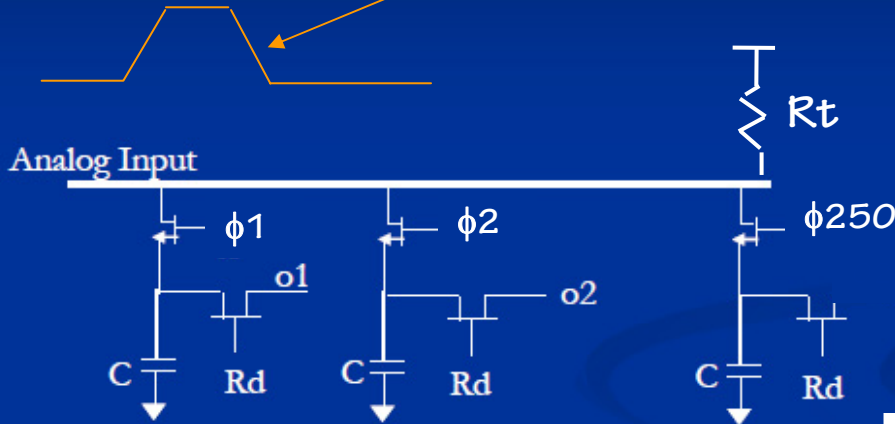 Rt
Analog Input
ϕ1 ϕ2 ϕ250
o1 o2
C Rd C Rd C Rd